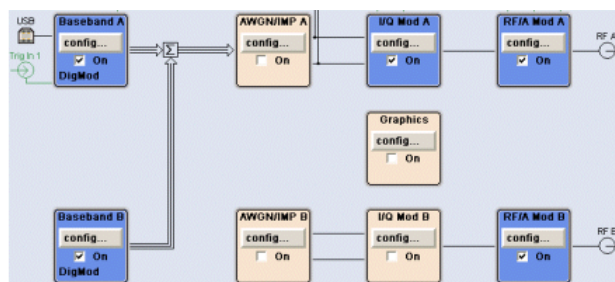 USB
Trig In 1
Baseband A
config...
On
DigMod
Σ
AWGN/IMP A
config...
On
I/Q Mod A
config...
On
RF/A Mod A
config...
On
RF A
Graphics
config...
On
Baseband B
config...
On
DigMod
AWGN/IMP B
config...
On
I/Q Mod B
config...
On
RF/A Mod B
config...
On
RF B